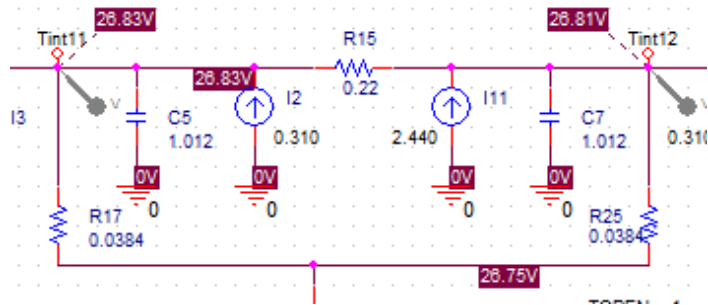 26.83V
26.81V
Tint11
Tint12
R15
26.83V
0.22
V
V
I3
C5
1.012
I2
0.310
I11
2.440
C7
1.012
0.310
0V
0V
0V
0V
0
0
0
0
R17
0.0384
R25
0.0384
26.75V